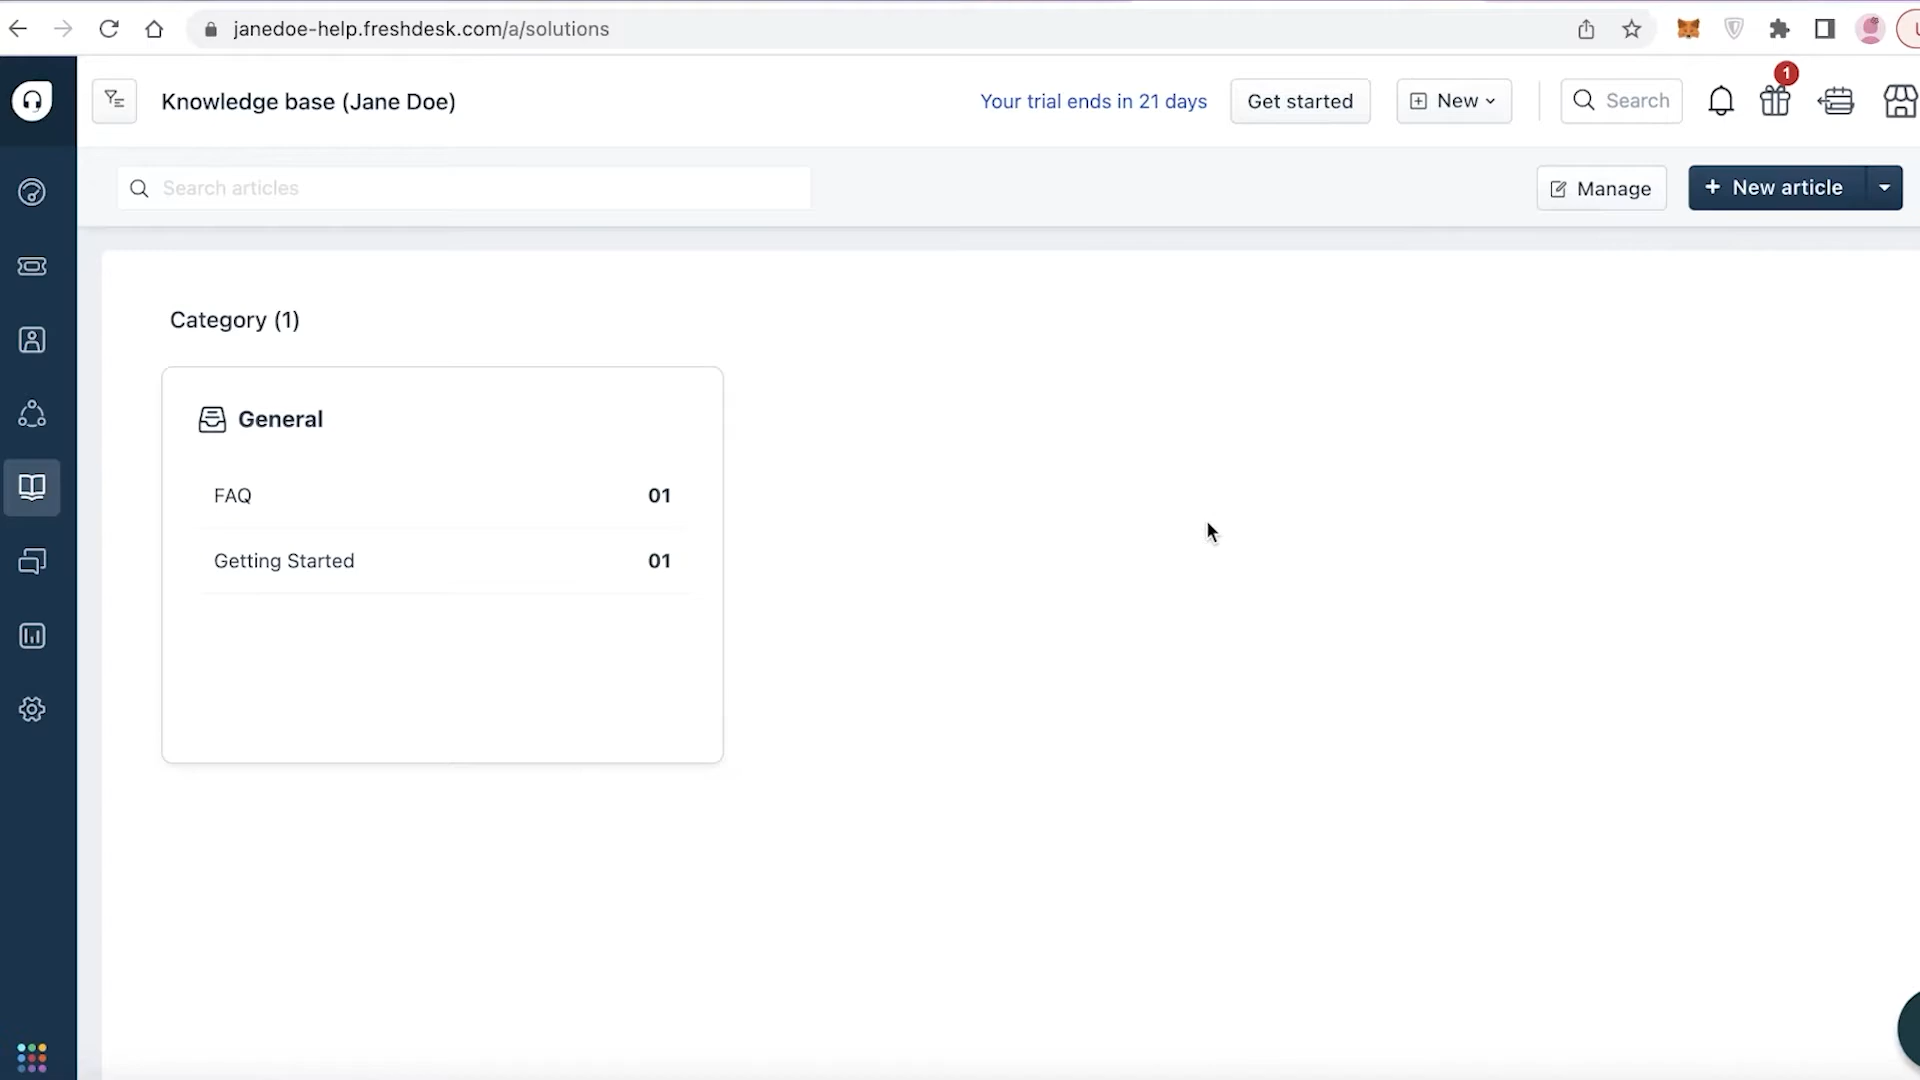 janedoe-help.freshdesk.com/a/solutions
Knowledge base (Jane Doe)
Your trial ends in 21 days
Get started
New
Search
1
Search articles
Manage
+ New article
Category (1)
General
FAQ 01
Getting Started 01